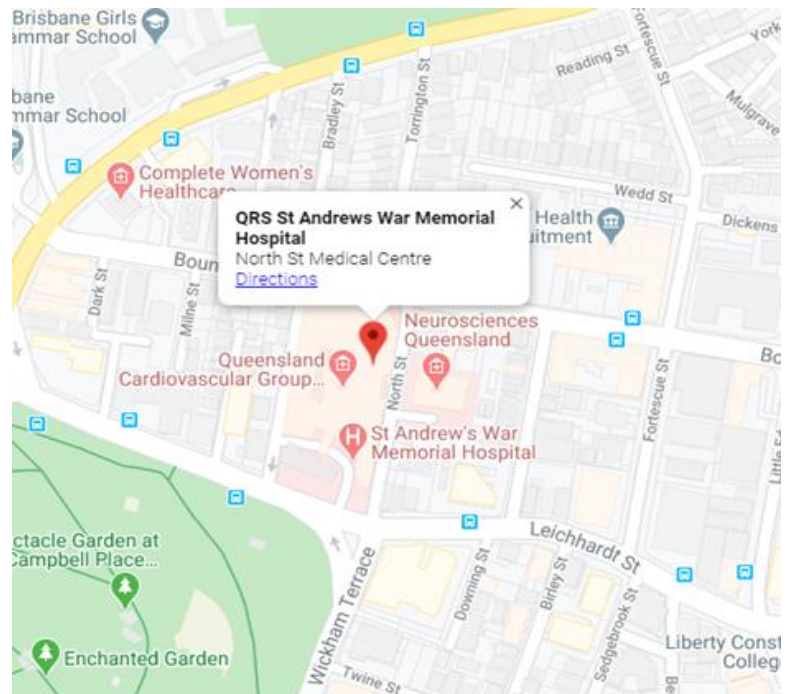 Brisbane Girls
ammar School
bane
mmar School
Bradley St
Torrington St
Reading St
Fortescue St
York
Mulgrave
Complete Women's
Healthcare
Wedd St
Dickens
QRS St Andrews War Memorial
Hospital
North St Medical Centre
Directions
Health
uitment
Boun
Dark St
Milne St
Neurosciences
Queensland
Queensland
Cardiovascular Group...
North St
Bo
Fortescue St
H
St Andrew's War
Memorial Hospital
Little Ed
ctacle Garden at
Campbell Place...
Leichhardt St
Wickham Terrace
Downing St
Birley St
Sedgebrook St
Enchanted Garden
Twine St
Liberty Const
Colleg
Be